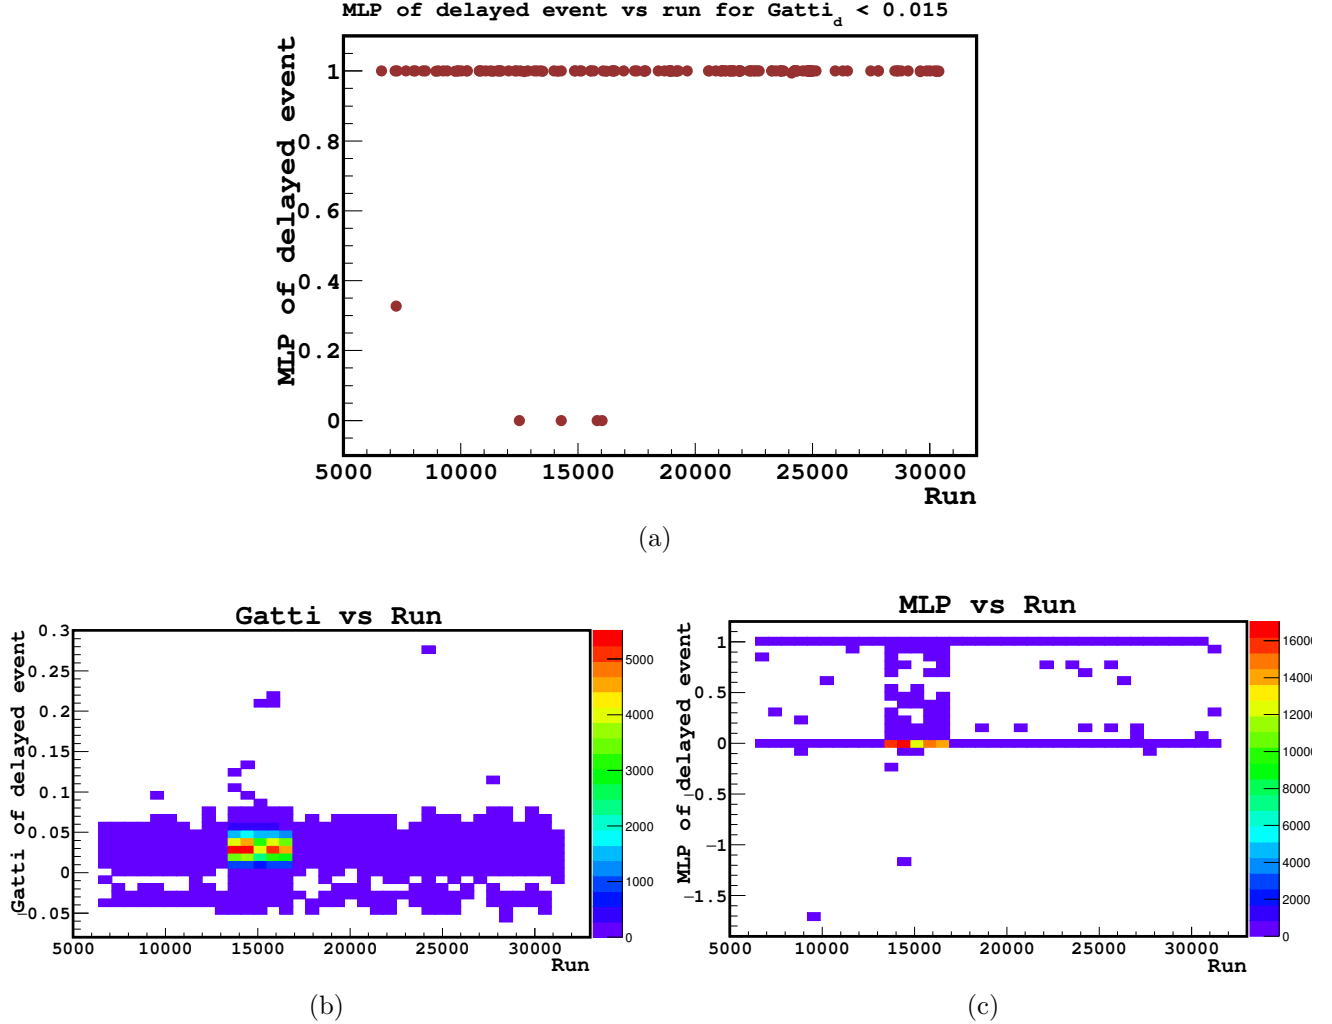 MLP of delayed event vs run for Gatti_d < 0.015
MLP of delayed event
1
0.8
0.6
0.4
0.2
0
5000 10000 15000 20000 25000 30000
Run
(a)
Gatti vs Run
Gatti of delayed event
0.3
0.25
0.2
0.15
0.1
0.05
0
−0.05
5000 10000 15000 20000 25000 30000
Run
5000
4000
3000
2000
1000
0
(b)
MLP vs Run
MLP of delayed event
1
0.5
0
−0.5
−1
−1.5
5000 10000 15000 20000 25000 30000
Run
16000
14000
12000
10000
8000
6000
4000
2000
0
(c)